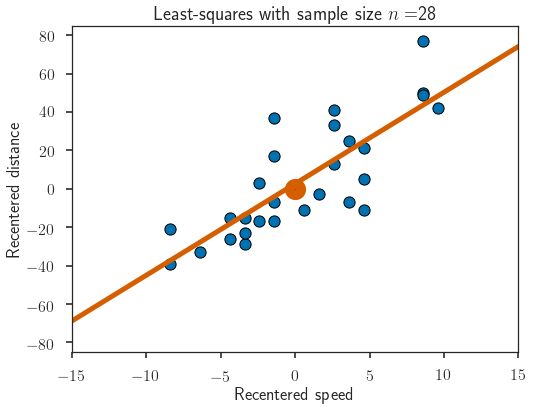 Least-squares with sample size n =28
80
60
40
20
0
−20
−40
−60
−80
Recentered distance
−15 −10 −5 0 5 10 15
Recentered speed